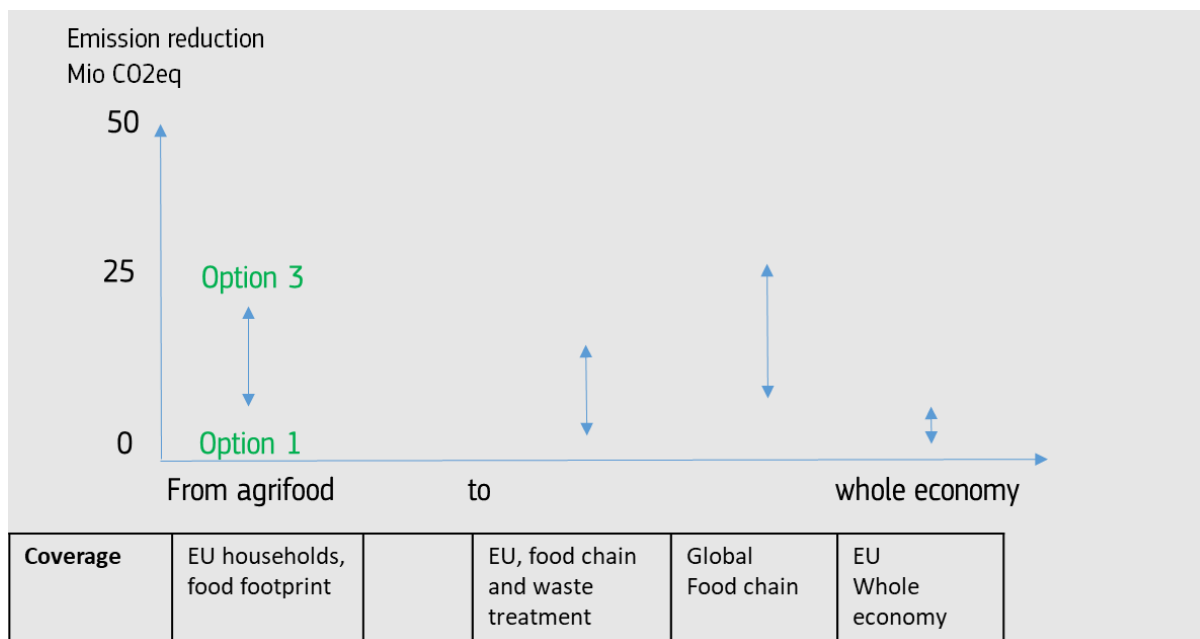 Emission reduction
Mio CO2eq
50
25
Option 3
0
Option 1
From agrifood to whole economy
Coverage
EU households,
food footprint
EU, food chain
and waste
treatment
Global
Food chain
EU
Whole
economy